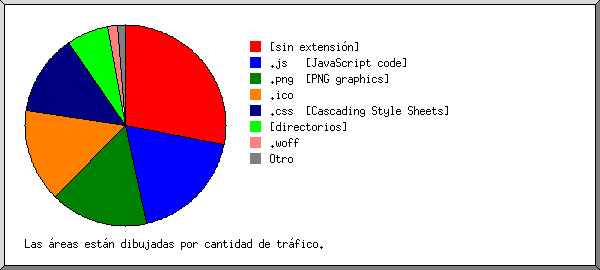 [sin extensión]
.js [JavaScript code]
.png [PNG graphics]
.ico
.css [Cascading Style Sheets]
[directorios]
.woff
Otro
Las áreas están dibujadas por cantidad de tráfico.